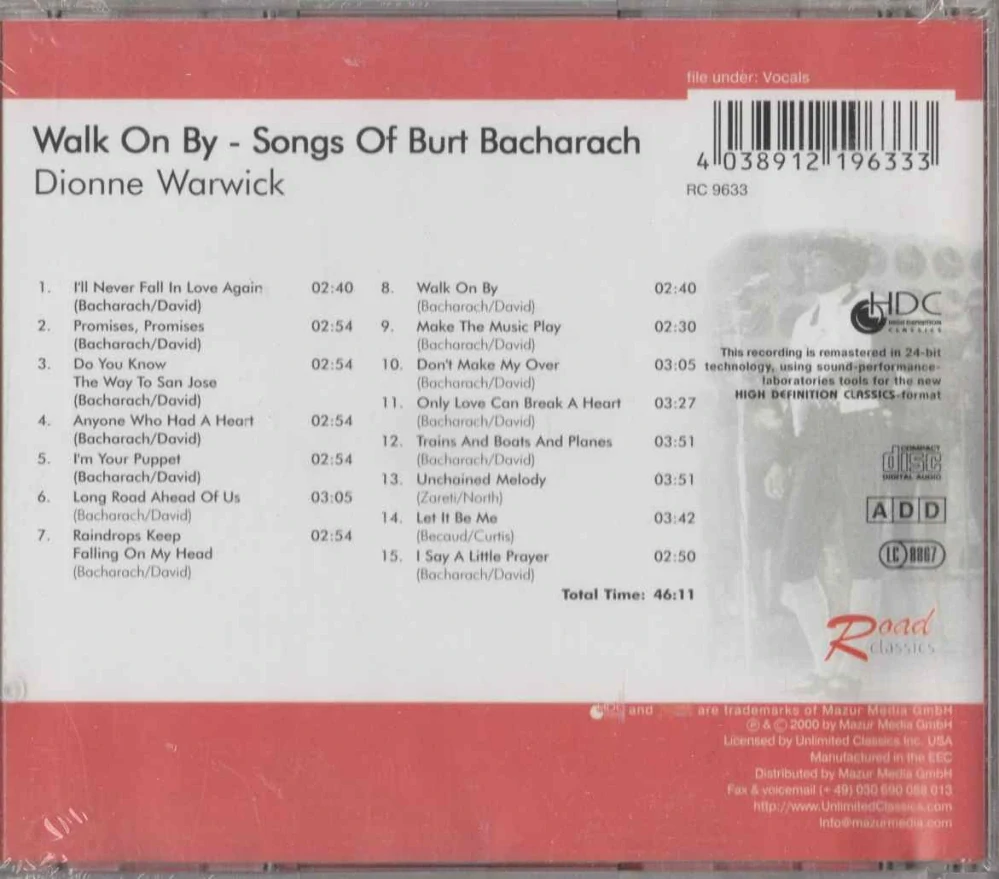 file under: Vocals
Walk On By - Songs Of Burt Bacharach
Dionne Warwick
4 038912 196333
RC 9633
1. I'll Never Fall In Love Again 02:40
(Bacharach/David)
2. Promises, Promises 02:54
(Bacharach/David)
3. Do You Know 02:54
The Way To San Jose
(Bacharach/David)
4. Anyone Who Had A Heart 02:54
(Bacharach/David)
5. I'm Your Puppet 02:54
(Bacharach/David)
6. Long Road Ahead Of Us 03:05
(Bacharach/David)
7. Raindrops Keep 02:54
Falling On My Head
(Bacharach/David)
8. Walk On By 02:40
(Bacharach/David)
9. Make The Music Play 02:30
(Bacharach/David)
10. Don't Make My Over 03:05
(Bacharach/David)
11. Only Love Can Break A Heart 03:27
(Bacharach/David)
12. Trains And Boats And Planes 03:51
(Bacharach/David)
13. Unchained Melody 03:51
(Zareti/North)
14. Let It Be Me 03:42
(Becaud/Curtis)
15. I Say A Little Prayer 02:50
(Bacharach/David)
Total Time: 46:11
HDC
HIGH DEFINITION
CLASSICS
This recording is remastered in 24-bit
technology, using sound-performance-
laboratories tools for the new
HIGH DEFINITION CLASSICS-format
COMPACT
disc
DIGITAL AUDIO
ADD
LC 8867
Road
classics
HDC and are trademarks of Mazur Media GmbH
℗ & © 2000 by Mazur Media GmbH
Licensed by Unlimited Classics Inc. USA
Manufactured in the EEC
Distributed by Mazur Media GmbH
Fax & voicemail (+ 49) 030 690 088 013
http://www.UnlimitedClassics.com
Info@mazurmedia.com